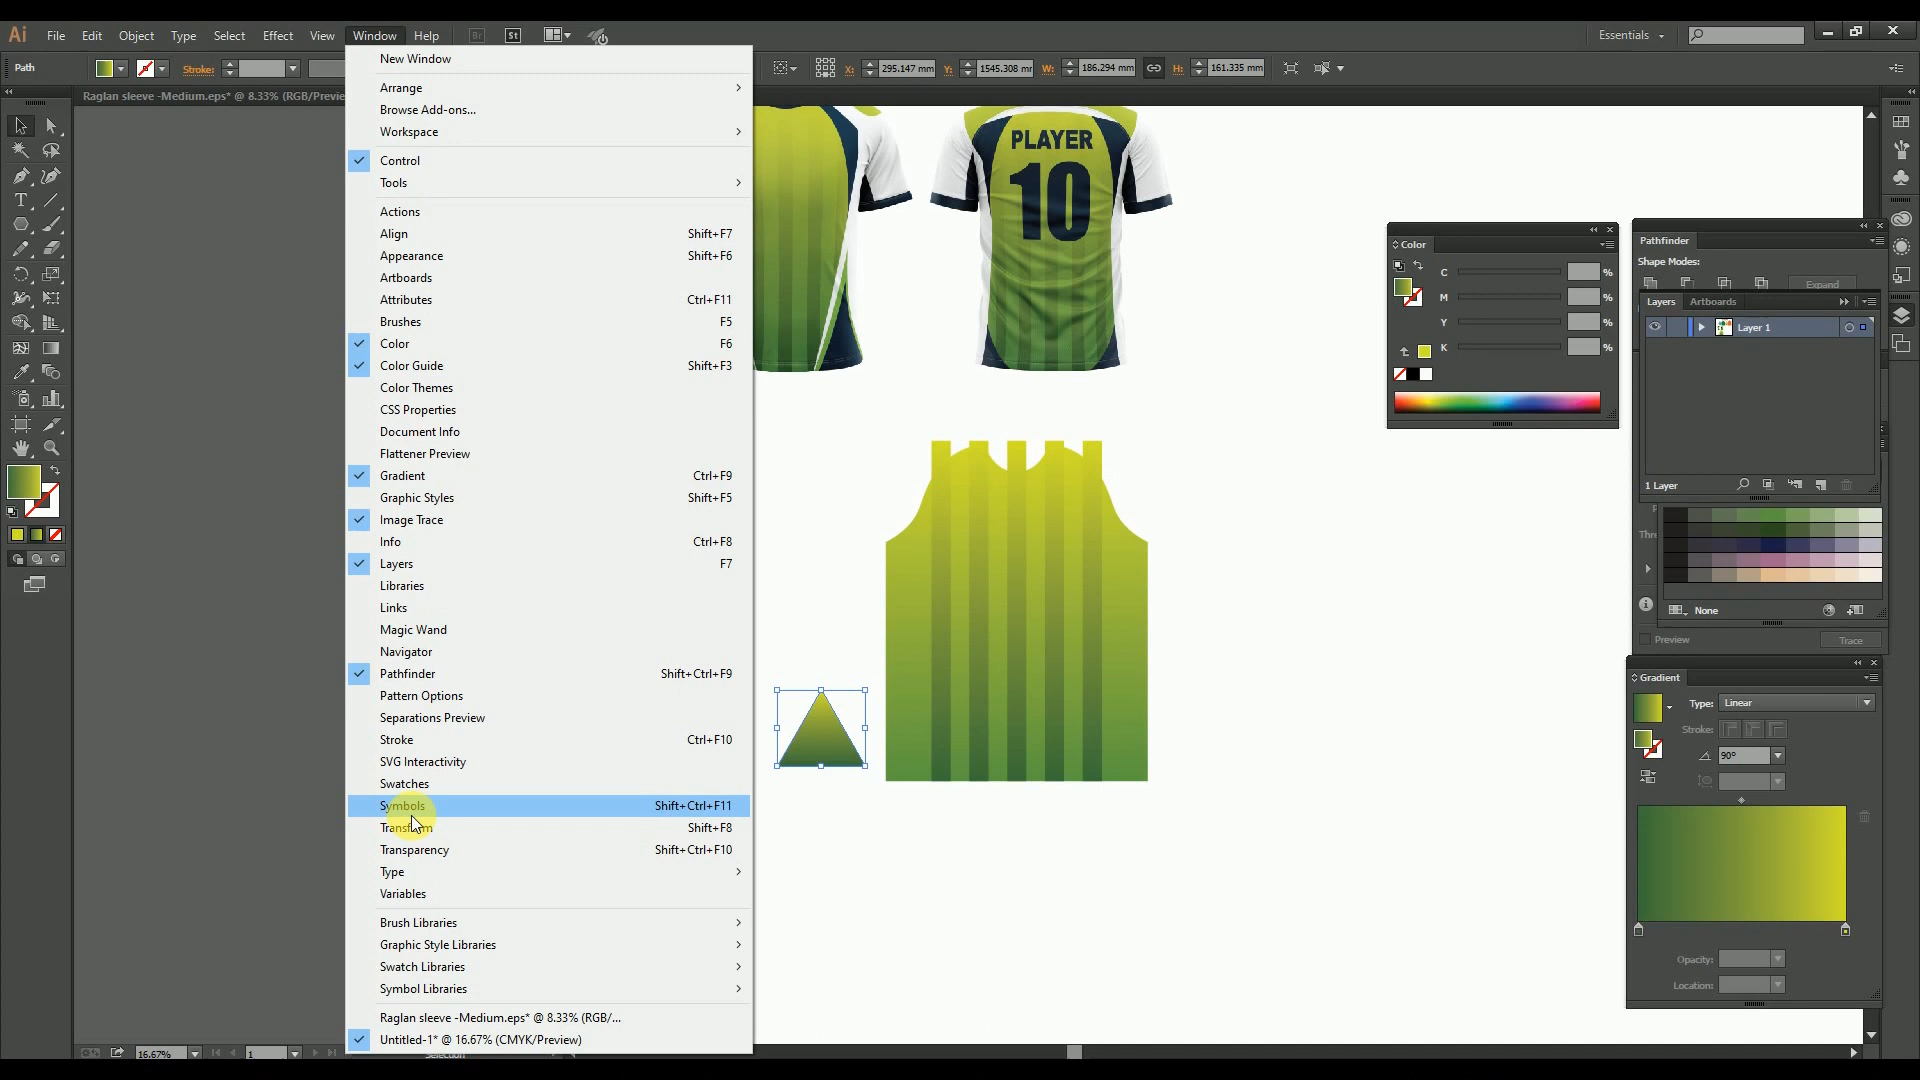 Ai File Edit Object Type Select Effect View Window Help Br St Essentials
Path Stroke: X: 295.147 mm Y: 1545.308 mm W: 186.294 mm H: 161.335 mm
Raglan sleeve -Medium.eps* @ 8.33% (RGB/Previe
New Window
Arrange
Browse Add-ons...
Workspace
Control
Tools
Actions
Align Shift+F7
Appearance Shift+F6
Artboards
Attributes Ctrl+F11
Brushes F5
Color F6
Color Guide Shift+F3
Color Themes
CSS Properties
Document Info
Flattener Preview
Gradient Ctrl+F9
Graphic Styles Shift+F5
Image Trace
Info Ctrl+F8
Layers F7
Libraries
Links
Magic Wand
Navigator
Pathfinder Shift+Ctrl+F9
Pattern Options
Separations Preview
Stroke Ctrl+F10
SVG Interactivity
Swatches
Symbols Shift+Ctrl+F11
Transform Shift+F8
Transparency Shift+Ctrl+F10
Type
Variables
Brush Libraries
Graphic Style Libraries
Swatch Libraries
Symbol Libraries
Raglan sleeve -Medium.eps* @ 8.33% (RGB/...
Untitled-1* @ 16.67% (CMYK/Preview)
16.67% 1 Selection
PLAYER
10
Color
C %
M %
Y %
K %
Pathfinder
Shape Modes:
Expand
Layers Artboards
Layer 1
1 Layer
Thre
None
Preview Trace
Gradient
Type: Linear
Stroke:
90°
Opacity:
Location: